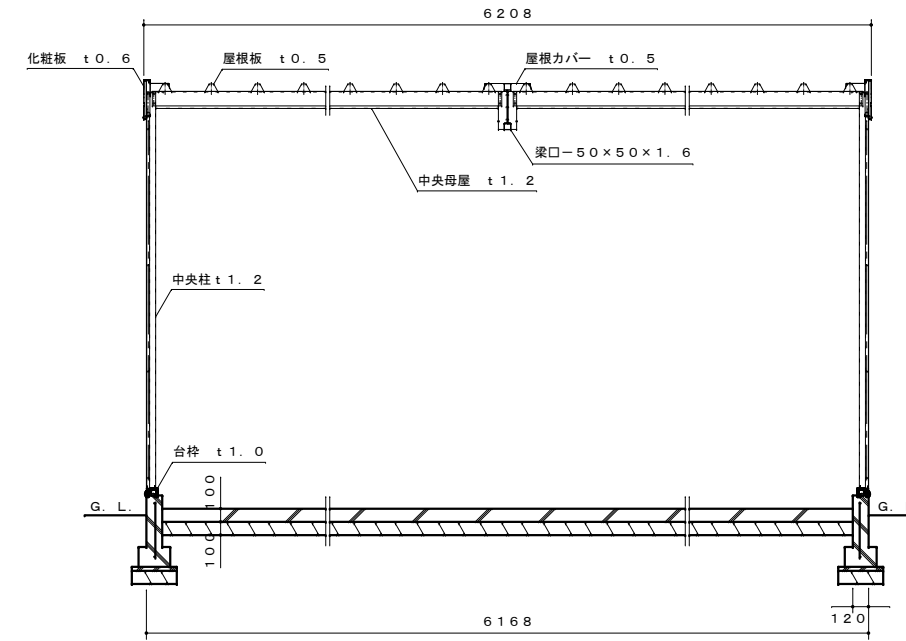 6208
化粧板 t0.6
屋根板 t0.5
屋根カバー t0.5
梁口－50×50×1.6
中央母屋 t1.2
中央柱t1.2
台枠 t1.0
100
G.L.
G.
100
120
6168